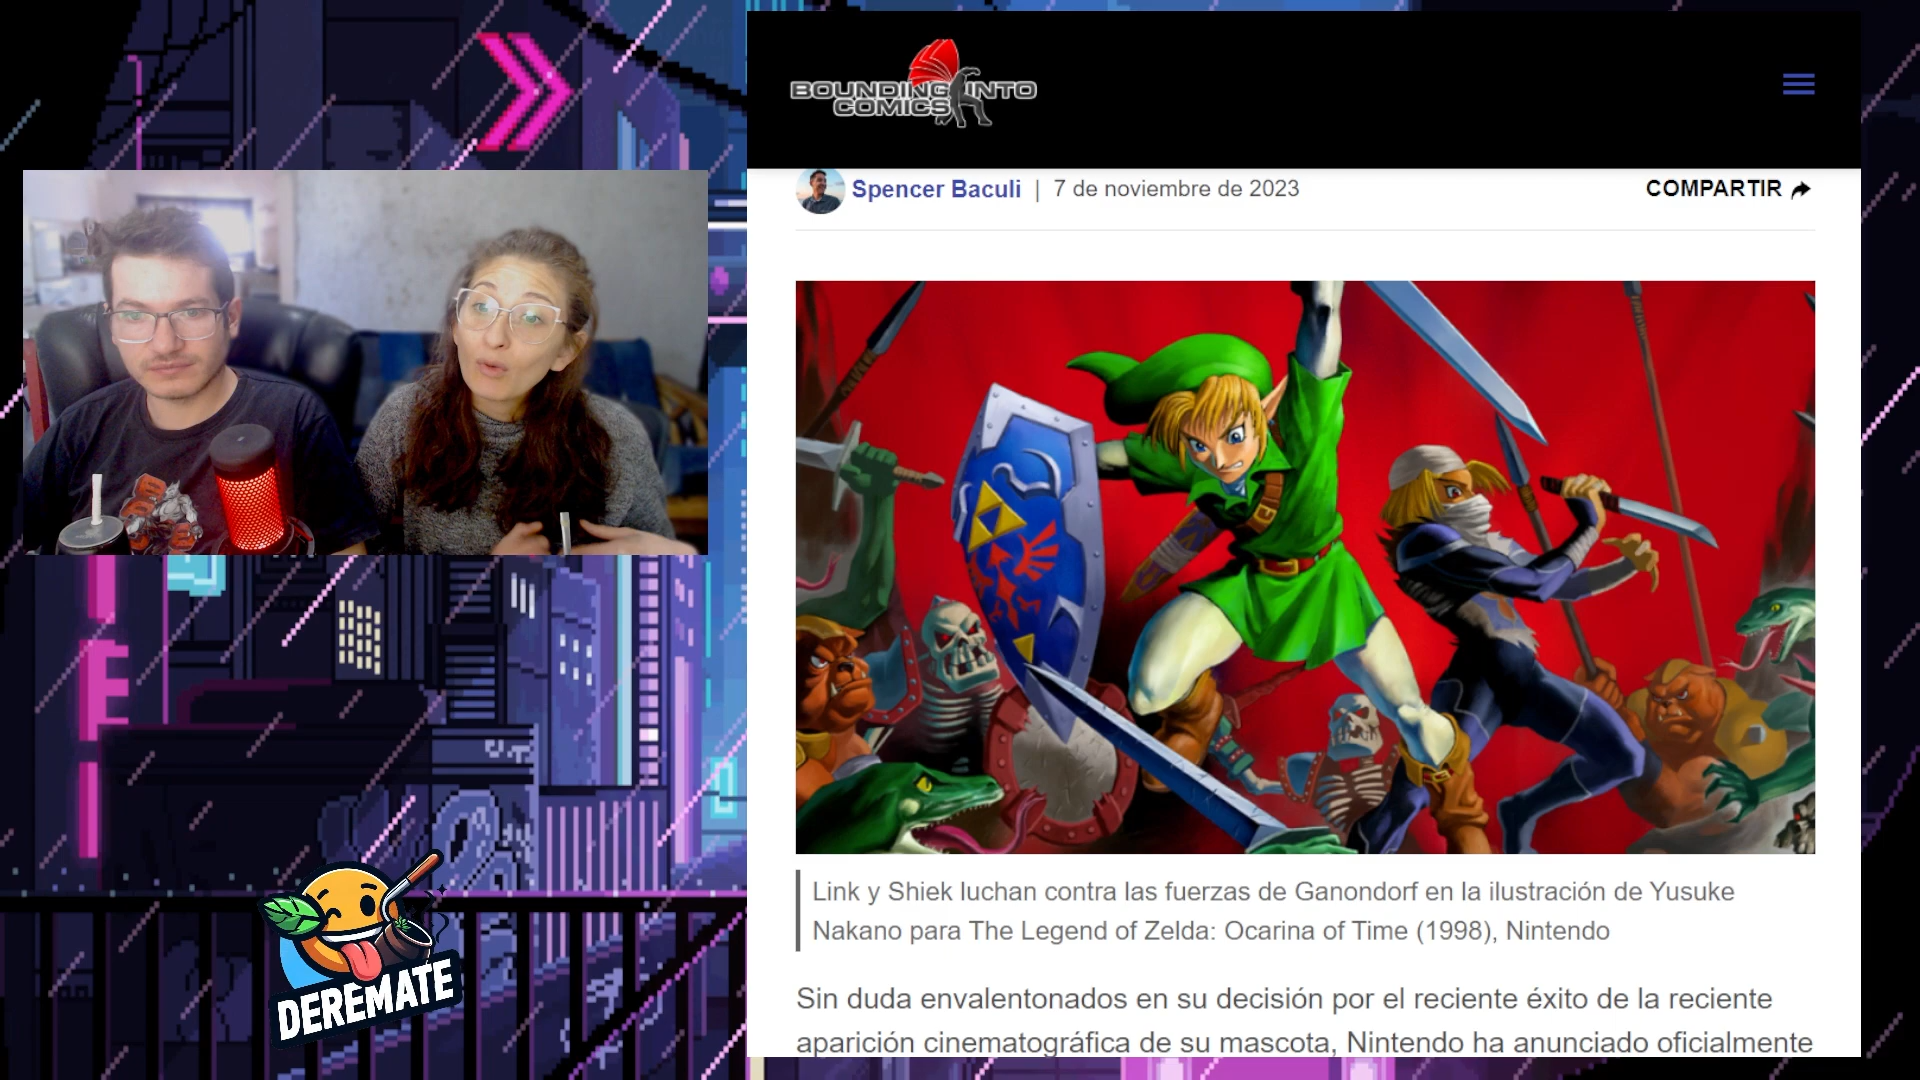 BOUNDING INTO
COMICS
Spencer Baculi | 7 de noviembre de 2023
COMPARTIR
Link y Shiek luchan contra las fuerzas de Ganondorf en la ilustración de Yusuke
Nakano para The Legend of Zelda: Ocarina of Time (1998), Nintendo
Sin duda envalentonados en su decisión por el reciente éxito de la reciente
aparición cinematográfica de su mascota, Nintendo ha anunciado oficialmente
DEREMATE